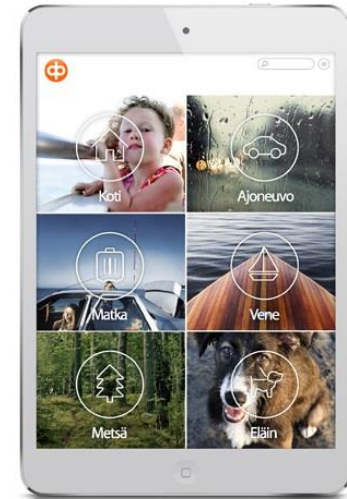 Koti
Ajoneuvo
Matka
Vene
Metsä
Eläin